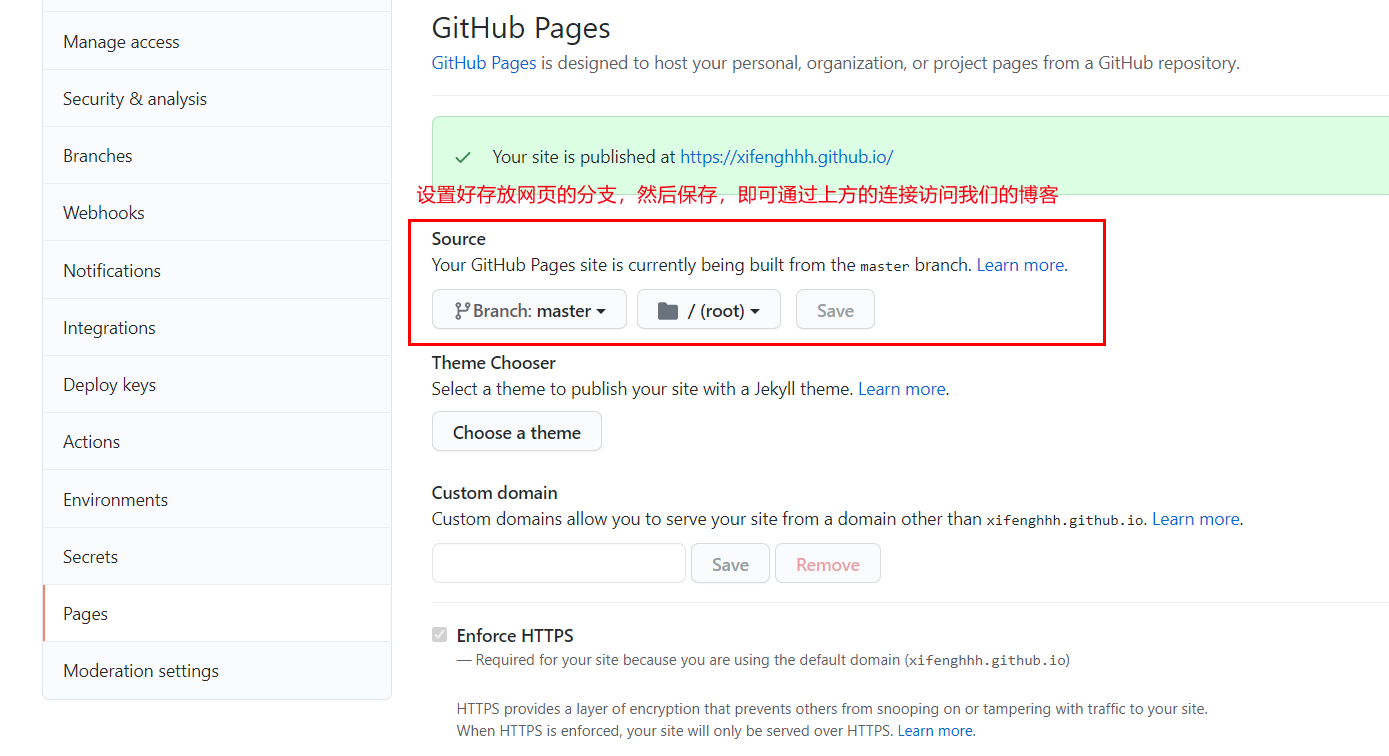 Manage access
Security & analysis
Branches
Webhooks
Notifications
Integrations
Deploy keys
Actions
Environments
Secrets
Pages
Moderation settings
GitHub Pages
GitHub Pages is designed to host your personal, organization, or project pages from a GitHub repository.
Your site is published at https://xifenghhh.github.io/
设置好存放网页的分支，然后保存，即可通过上方的连接访问我们的博客
Source
Your GitHub Pages site is currently being built from the master branch. Learn more.
Branch: master / (root) Save
Theme Chooser
Select a theme to publish your site with a Jekyll theme. Learn more.
Choose a theme
Custom domain
Custom domains allow you to serve your site from a domain other than xifenghhh.github.io. Learn more.
Save Remove
Enforce HTTPS
— Required for your site because you are using the default domain (xifenghhh.github.io)
HTTPS provides a layer of encryption that prevents others from snooping on or tampering with traffic to your site.
When HTTPS is enforced, your site will only be served over HTTPS. Learn more.